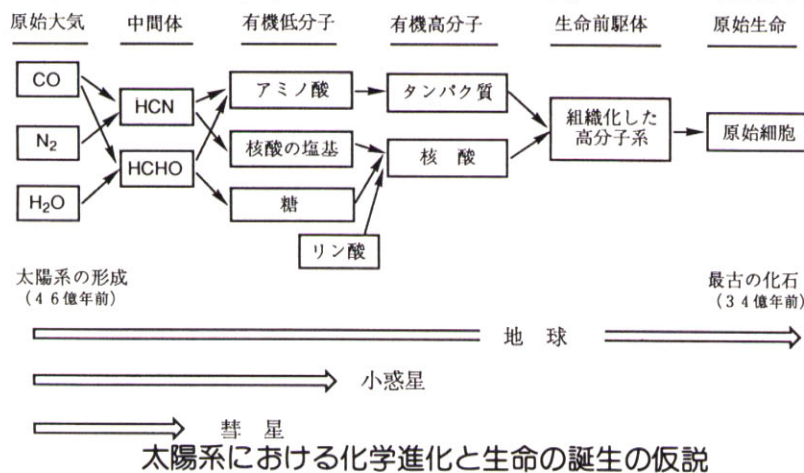 原始大気 中間体 有機低分子 有機高分子 生命前駆体 原始生命
CO
N₂
H₂O
HCN
HCHO
アミノ酸
核酸の塩基
糖
リン酸
タンパク質
核 酸
組織化した
高分子系
原始細胞
太陽系の形成
(46億年前)
最古の化石
(34億年前)
地 球
小惑星
彗 星
太陽系における化学進化と生命の誕生の仮説